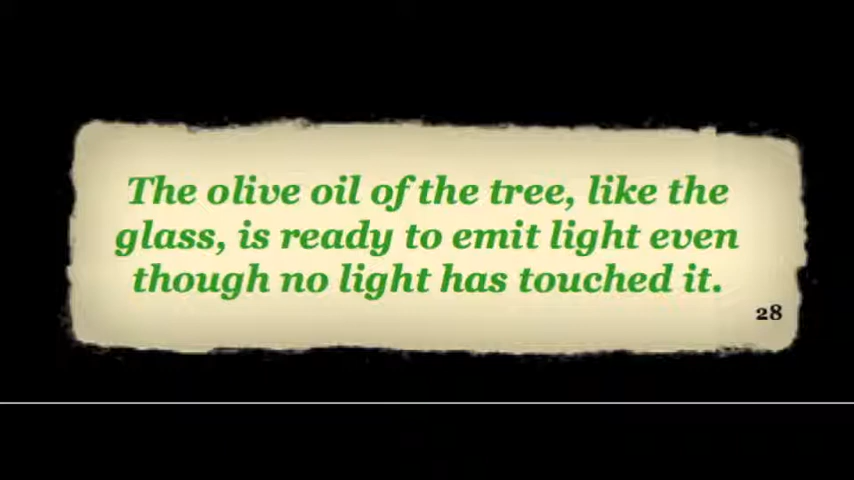 The olive oil of the tree, like the
glass, is ready to emit light even
though no light has touched it.
28